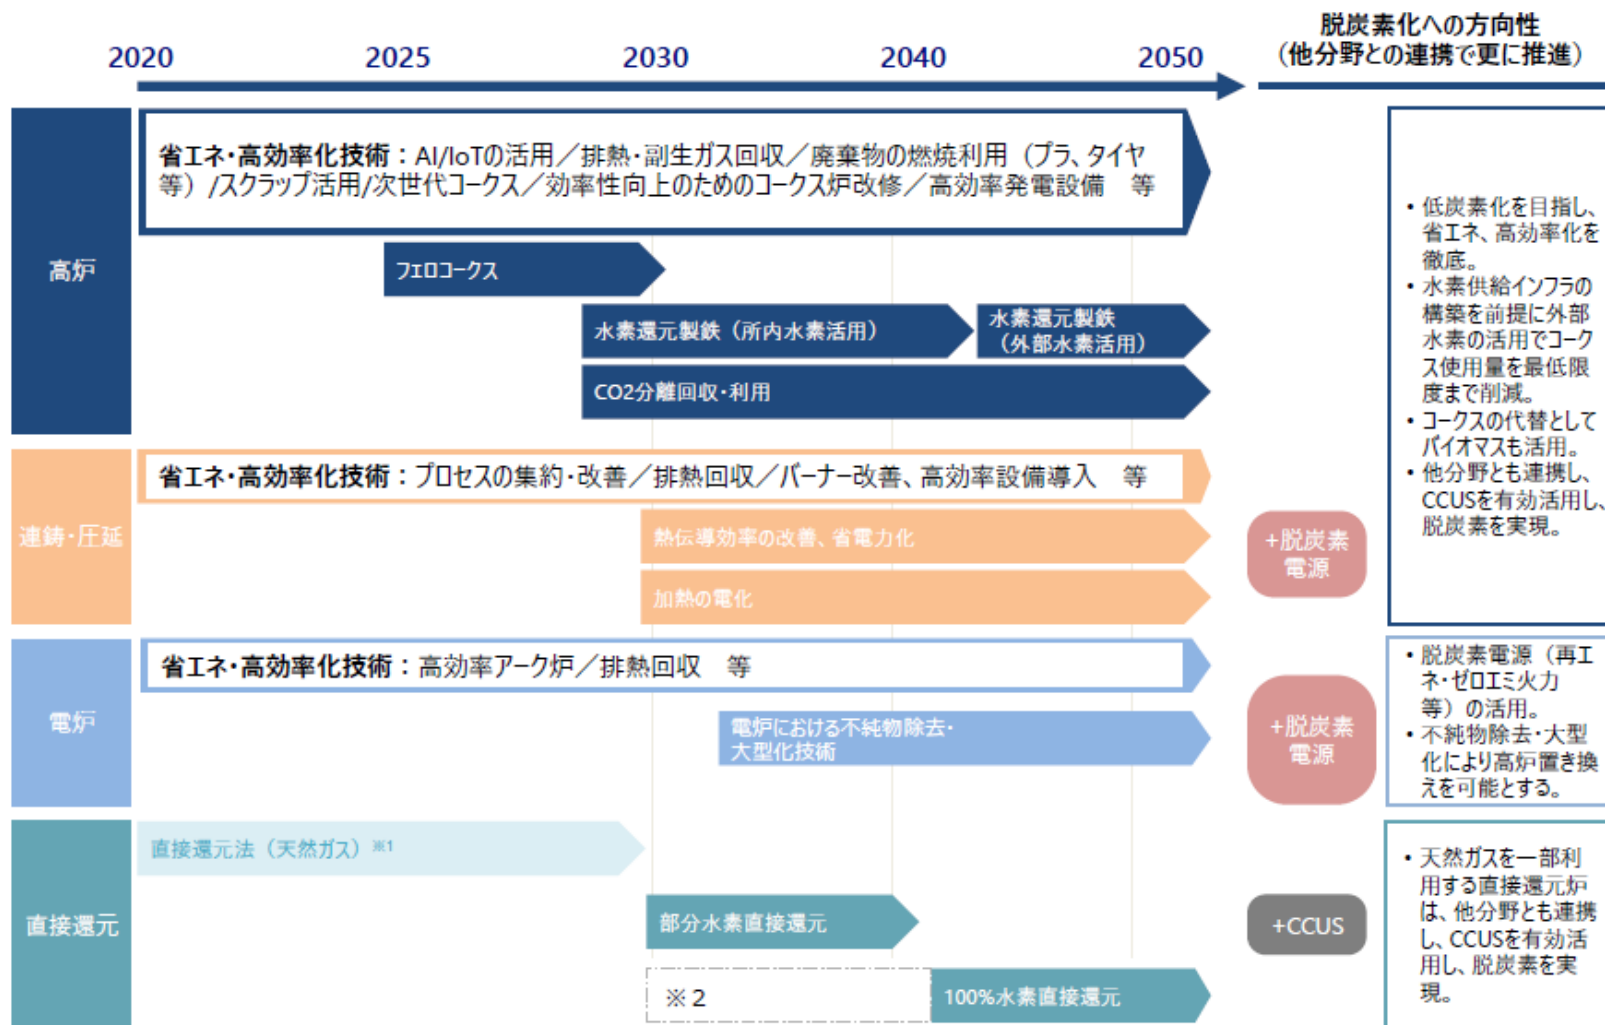 脱炭素化への方向性
(他分野との連携で更に推進)
2020 2025 2030 2040 2050
高炉
省エネ・高効率化技術：AI/IoTの活用／排熱・副生ガス回収／廃棄物の燃焼利用（プラ、タイヤ
等）/スクラップ活用/次世代コークス／効率性向上のためのコークス炉改修／高効率発電設備　等
フェロコークス
水素還元製鉄（所内水素活用）
水素還元製鉄
（外部水素活用）
CO2分離回収・利用
・低炭素化を目指し、
省エネ、高効率化を
徹底。
・水素供給インフラの
構築を前提に外部
水素の活用でコーク
ス使用量を最低限
度まで削減。
・コークスの代替として
バイオマスも活用。
・他分野とも連携し、
CCUSを有効活用し、
脱炭素を実現。
連鋳・圧延
省エネ・高効率化技術：プロセスの集約・改善／排熱回収／バーナー改善、高効率設備導入　等
熱伝導効率の改善、省電力化
加熱の電化
+脱炭素
電源
電炉
省エネ・高効率化技術：高効率アーク炉／排熱回収　等
電炉における不純物除去・
大型化技術
+脱炭素
電源
・脱炭素電源（再エ
ネ・ゼロエミ火力
等）の活用。
・不純物除去・大型
化により高炉置き換
えを可能とする。
直接還元
直接還元法（天然ガス）※1
部分水素直接還元
※２
100%水素直接還元
+CCUS
・天然ガスを一部利
用する直接還元炉
は、他分野とも連携
し、CCUSを有効活
用し、脱炭素を実
現。